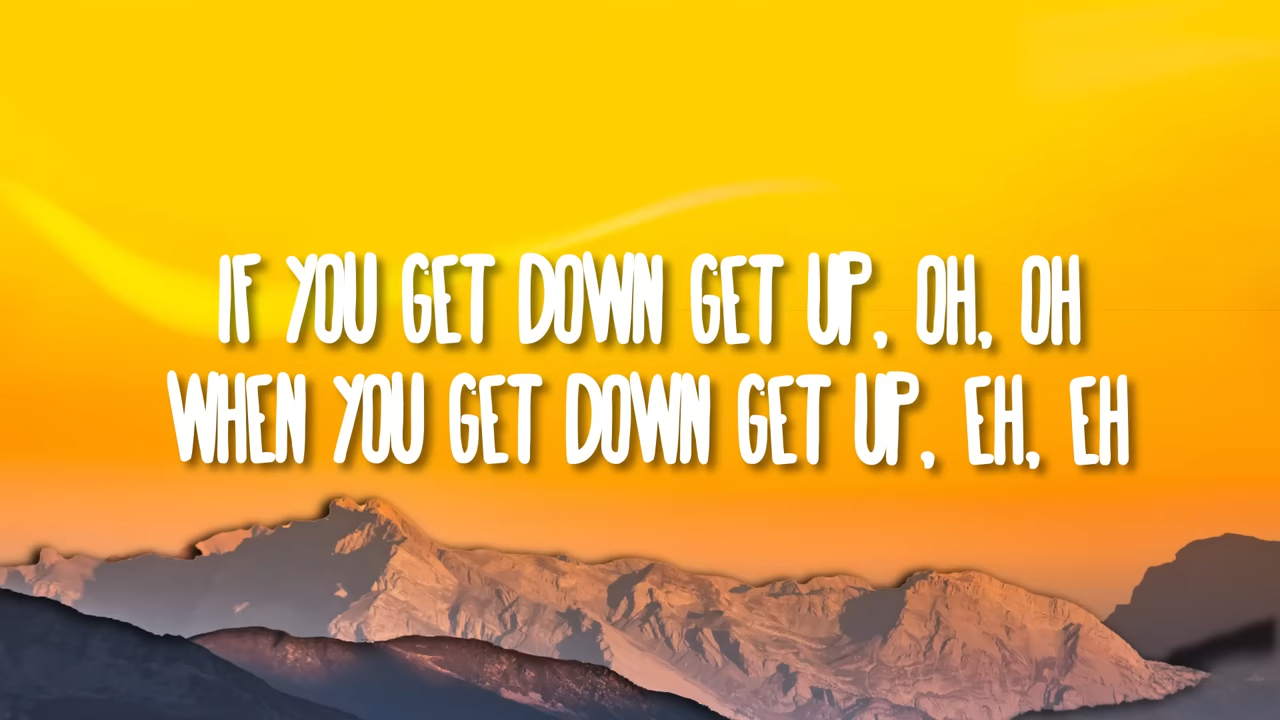 IF YOU GET DOWN GET UP, OH, OH
WHEN YOU GET DOWN GET UP, EH, EH